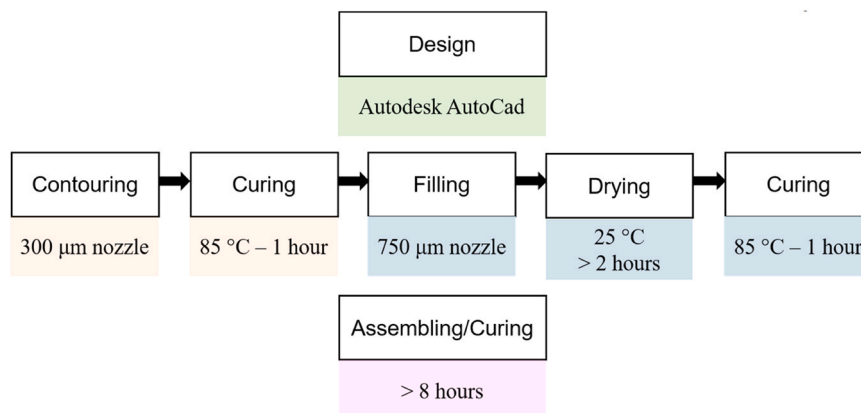 Design
Autodesk AutoCad
Contouring
Curing
Filling
Drying
Curing
300 μm nozzle
85 °C – 1 hour
750 μm nozzle
25 °C
> 2 hours
85 °C – 1 hour
Assembling/Curing
> 8 hours